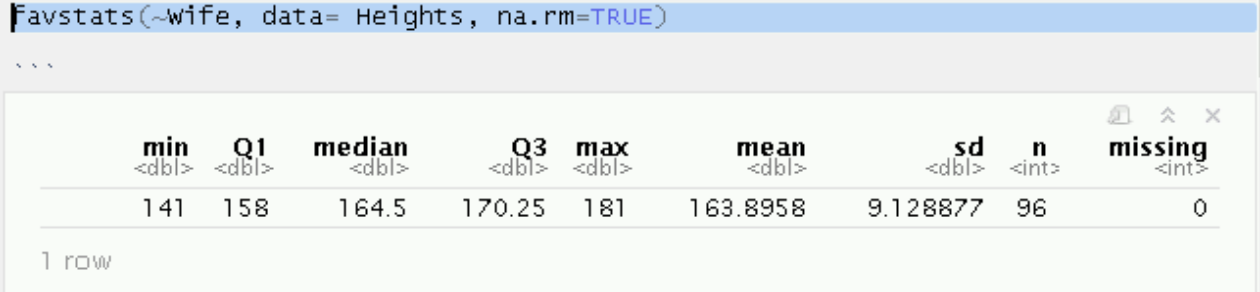 favstats(~Wife, data= Heights, na.rm=TRUE)
```
min Q1 median Q3 max mean sd n missing
<dbl> <dbl> <dbl> <dbl> <dbl> <dbl> <dbl> <int> <int>
141 158 164.5 170.25 181 163.8958 9.128877 96 0
1 row